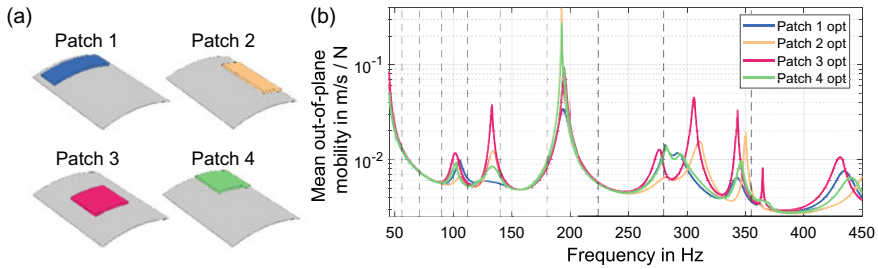 (a)
Patch 1
Patch 2
Patch 3
Patch 4
(b)
Mean out-of-plane
mobility in m/s / N
10^-1
10^-2
Patch 1 opt
Patch 2 opt
Patch 3 opt
Patch 4 opt
50 100 150 200 250 300 350 400 450
Frequency in Hz